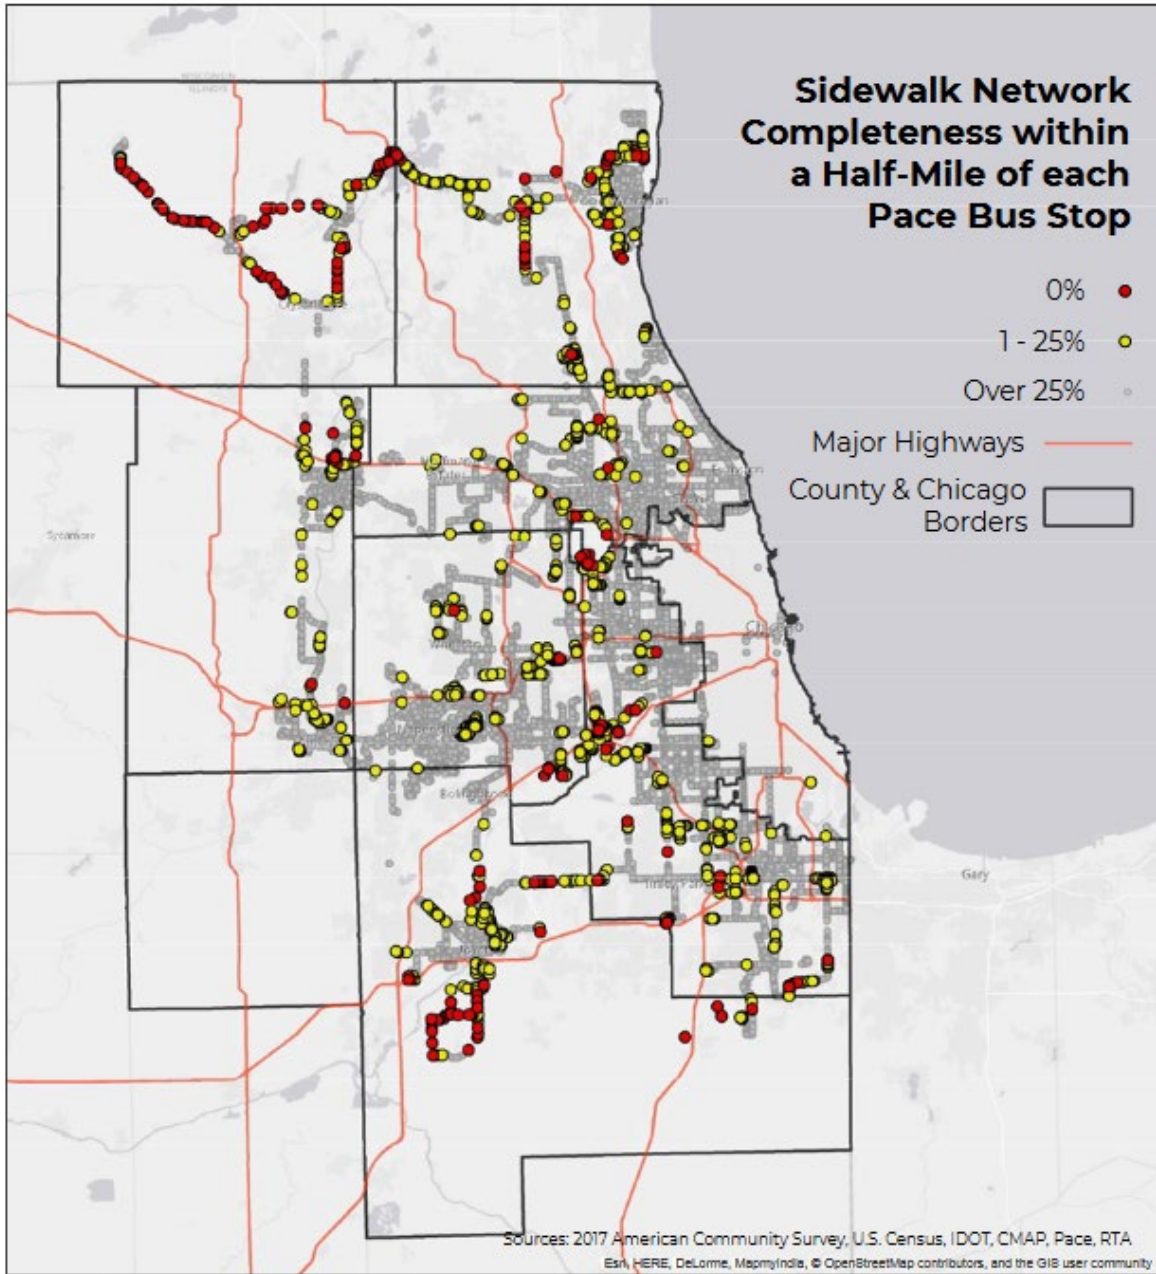 WISCONSIN
ILLINOIS
Sidewalk Network
Completeness within
a Half-Mile of each
Pace Bus Stop
0%
1 - 25%
Over 25%
Major Highways
County & Chicago
Borders
Sycamore
Chicago
Gary
Sources: 2017 American Community Survey, U.S. Census, IDOT, CMAP, Pace, RTA
Esri, HERE, DeLorme, MapmyIndia, © OpenStreetMap contributors, and the GIS user community